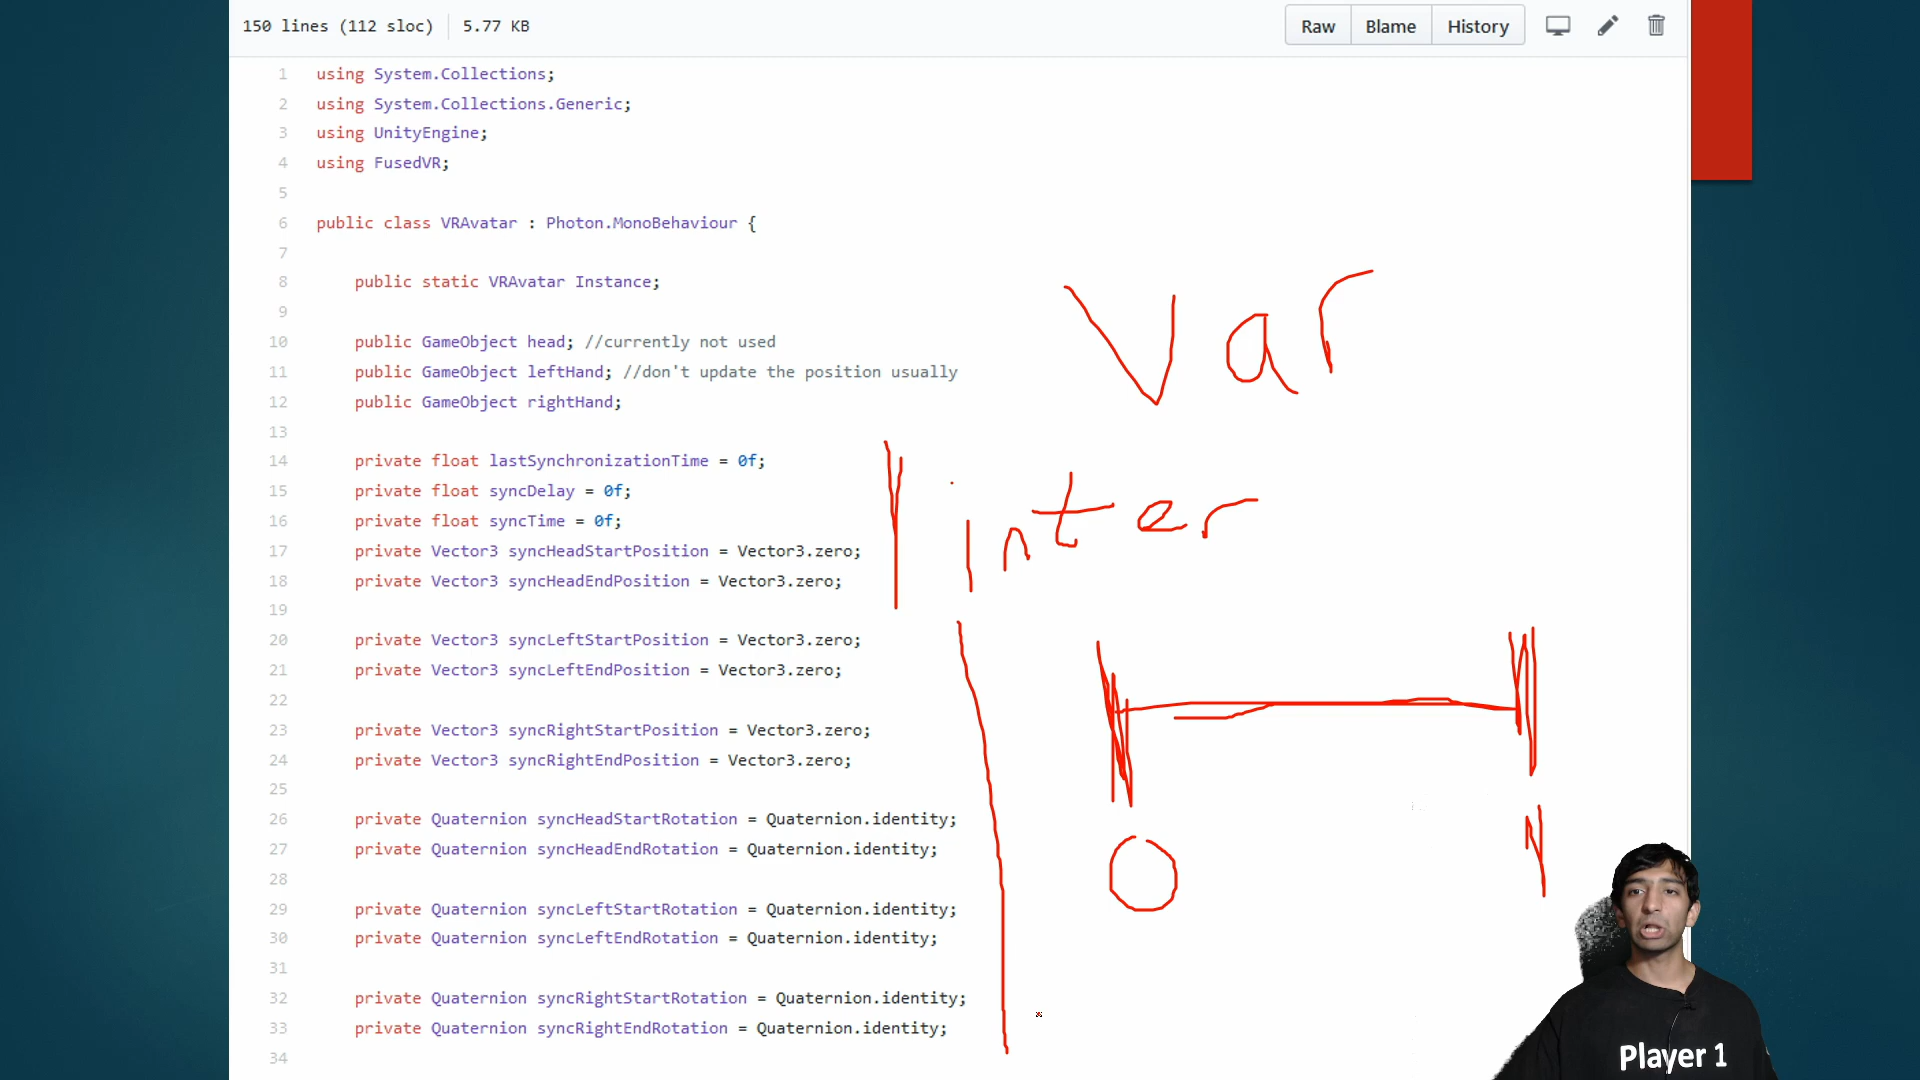 150 lines (112 sloc) 5.77 KB Raw Blame History
1 using System.Collections;
2 using System.Collections.Generic;
3 using UnityEngine;
4 using FusedVR;
5
6 public class VRAvatar : Photon.MonoBehaviour {
7
8 public static VRAvatar Instance;
9
10 public GameObject head; //currently not used
11 public GameObject leftHand; //don't update the position usually
12 public GameObject rightHand;
13
14 private float lastSynchronizationTime = 0f;
15 private float syncDelay = 0f;
16 private float syncTime = 0f;
17 private Vector3 syncHeadStartPosition = Vector3.zero;
18 private Vector3 syncHeadEndPosition = Vector3.zero;
19
20 private Vector3 syncLeftStartPosition = Vector3.zero;
21 private Vector3 syncLeftEndPosition = Vector3.zero;
22
23 private Vector3 syncRightStartPosition = Vector3.zero;
24 private Vector3 syncRightEndPosition = Vector3.zero;
25
26 private Quaternion syncHeadStartRotation = Quaternion.identity;
27 private Quaternion syncHeadEndRotation = Quaternion.identity;
28
29 private Quaternion syncLeftStartRotation = Quaternion.identity;
30 private Quaternion syncLeftEndRotation = Quaternion.identity;
31
32 private Quaternion syncRightStartRotation = Quaternion.identity;
33 private Quaternion syncRightEndRotation = Quaternion.identity;
34
Var
inter
0 1
Player 1